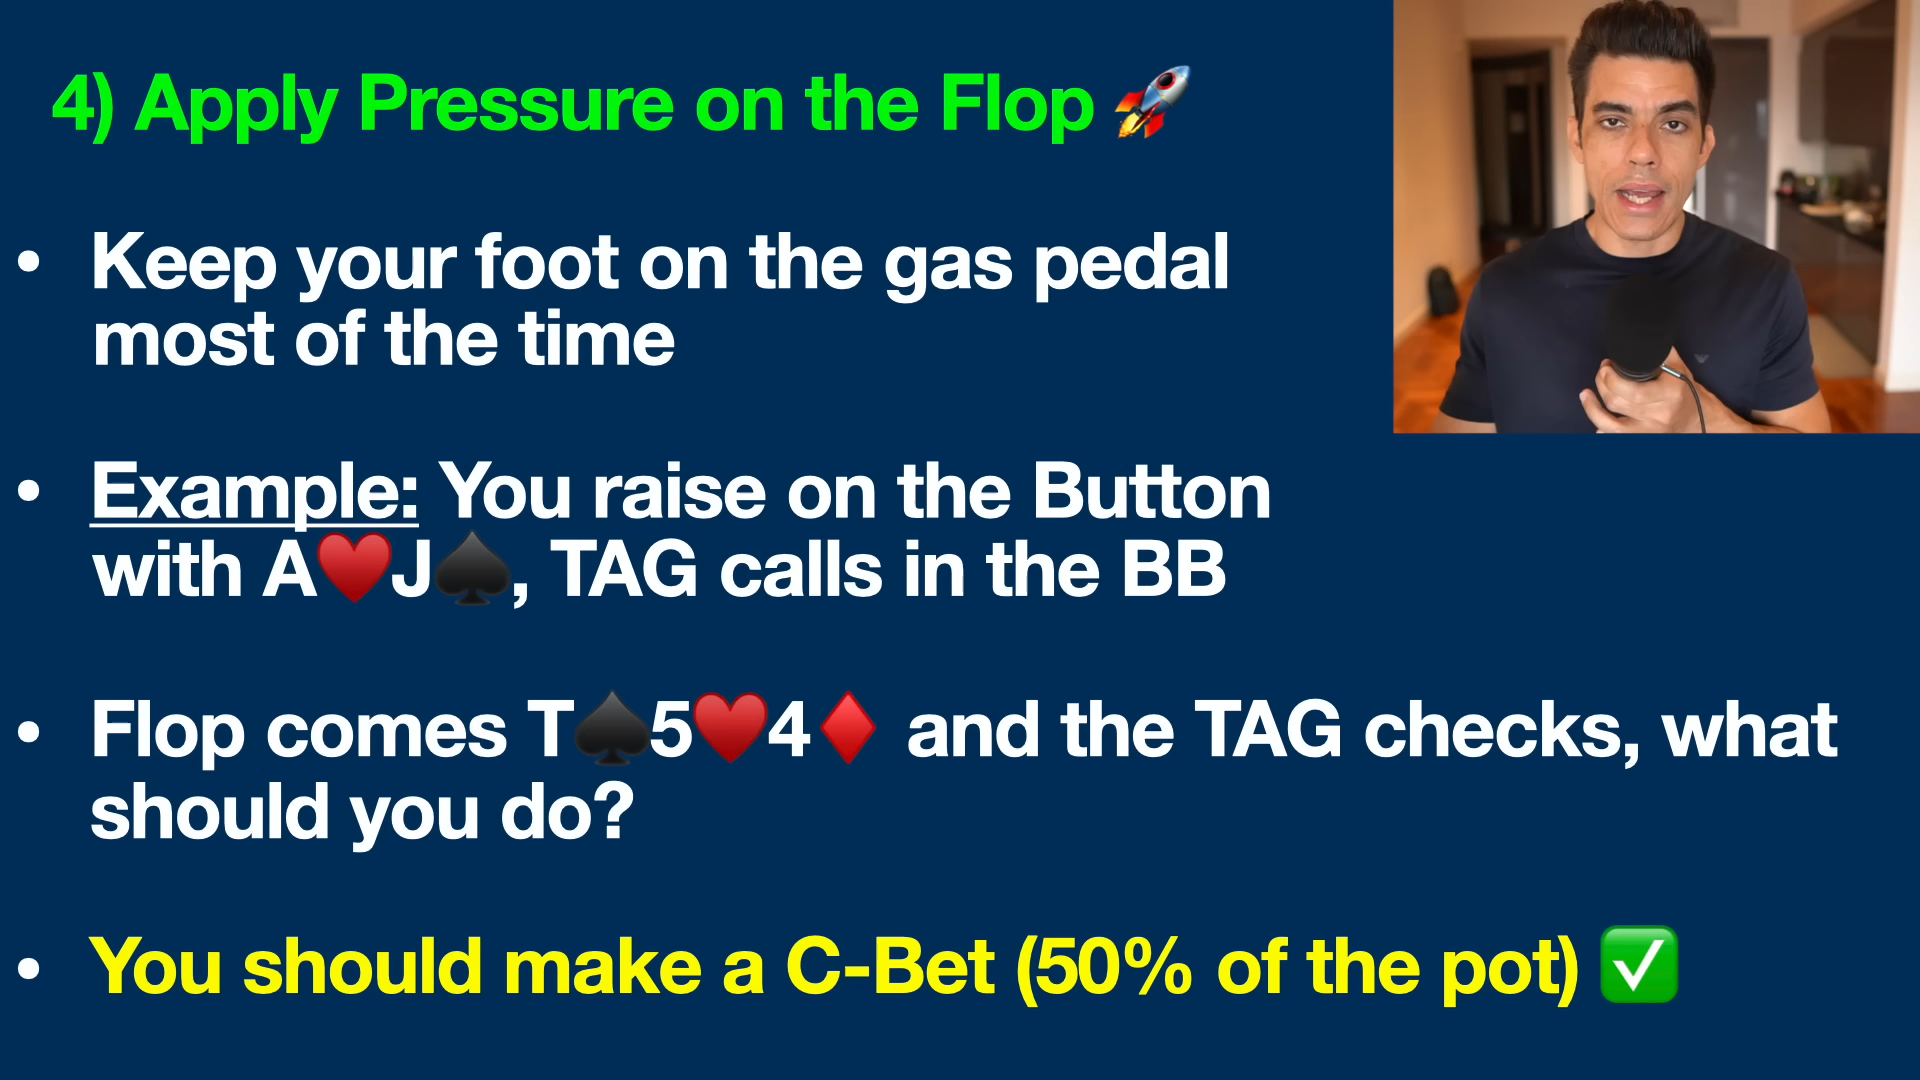 4) Apply Pressure on the Flop 🚀
• Keep your foot on the gas pedal
most of the time
• Example: You raise on the Button
with A♥️J♠️, TAG calls in the BB
• Flop comes T♠️5♥️4♦️ and the TAG checks, what
should you do?
• You should make a C-Bet (50% of the pot) ✅